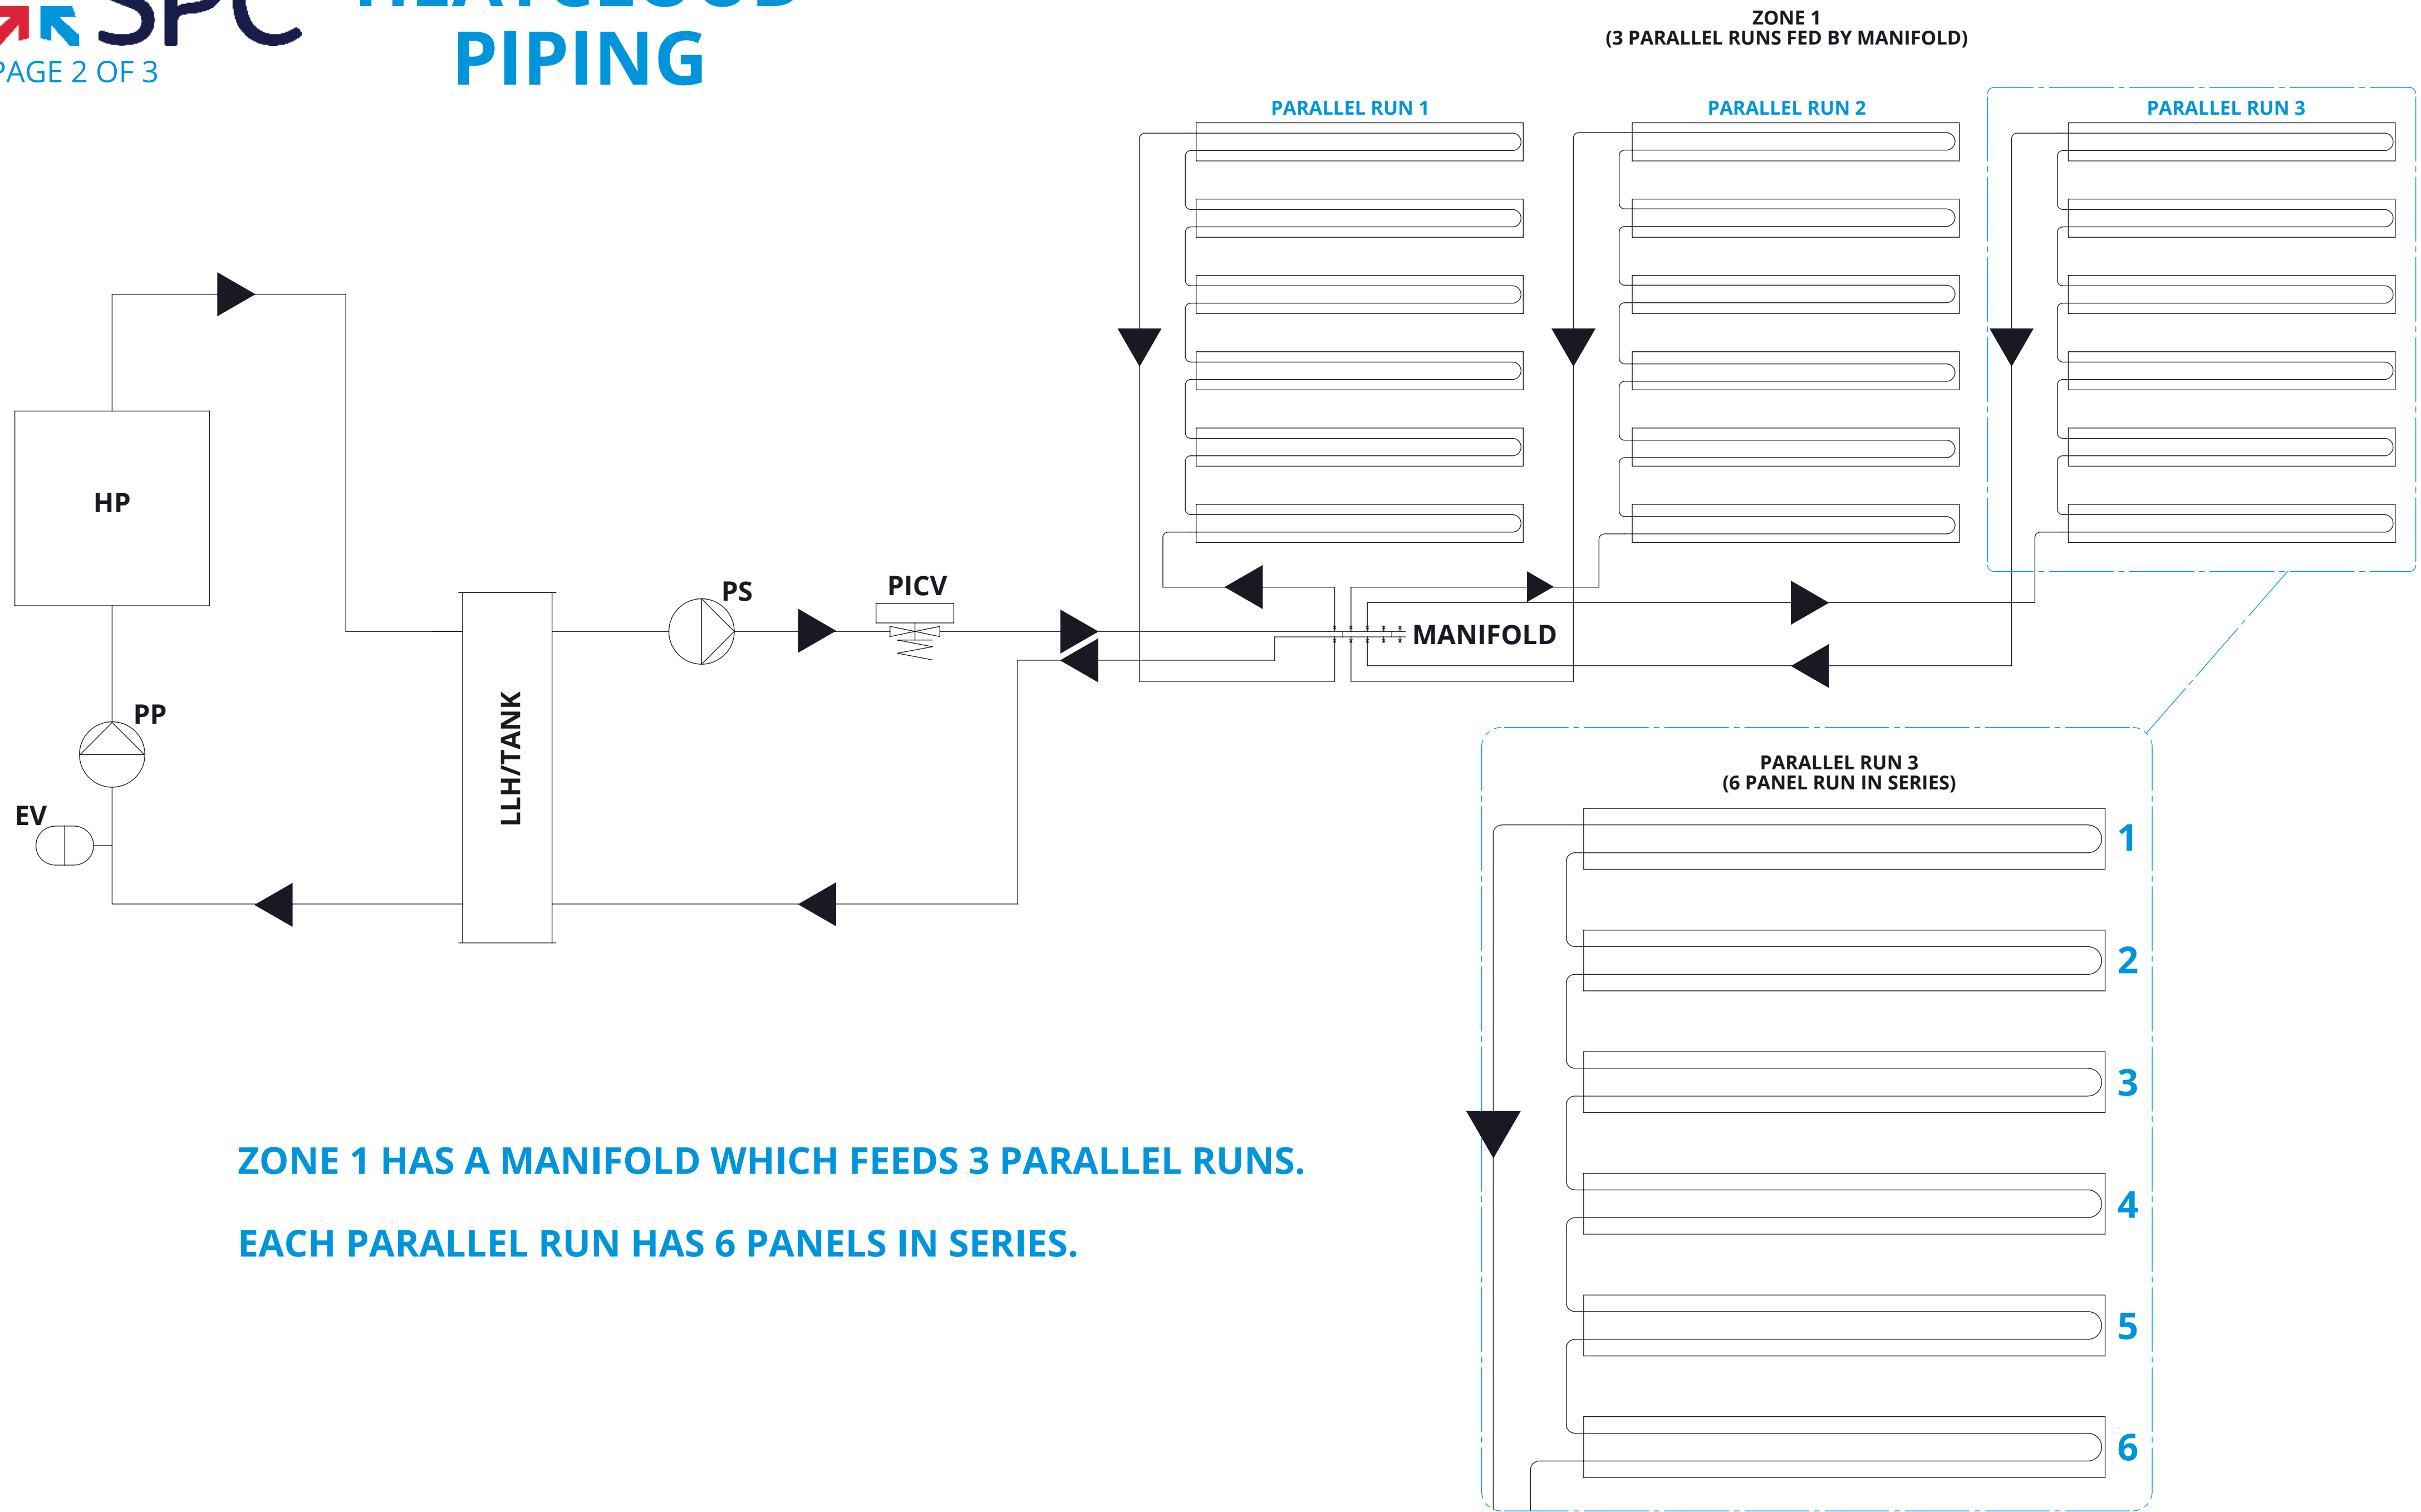 SPC
PAGE 2 OF 3
HEATCLOUD
PIPING
ZONE 1
(3 PARALLEL RUNS FED BY MANIFOLD)
PARALLEL RUN 1
PARALLEL RUN 2
PARALLEL RUN 3
HP
PP
EV
LLH/TANK
PS
PICV
MANIFOLD
PARALLEL RUN 3
(6 PANEL RUN IN SERIES)
1
2
3
4
5
6
ZONE 1 HAS A MANIFOLD WHICH FEEDS 3 PARALLEL RUNS.
EACH PARALLEL RUN HAS 6 PANELS IN SERIES.